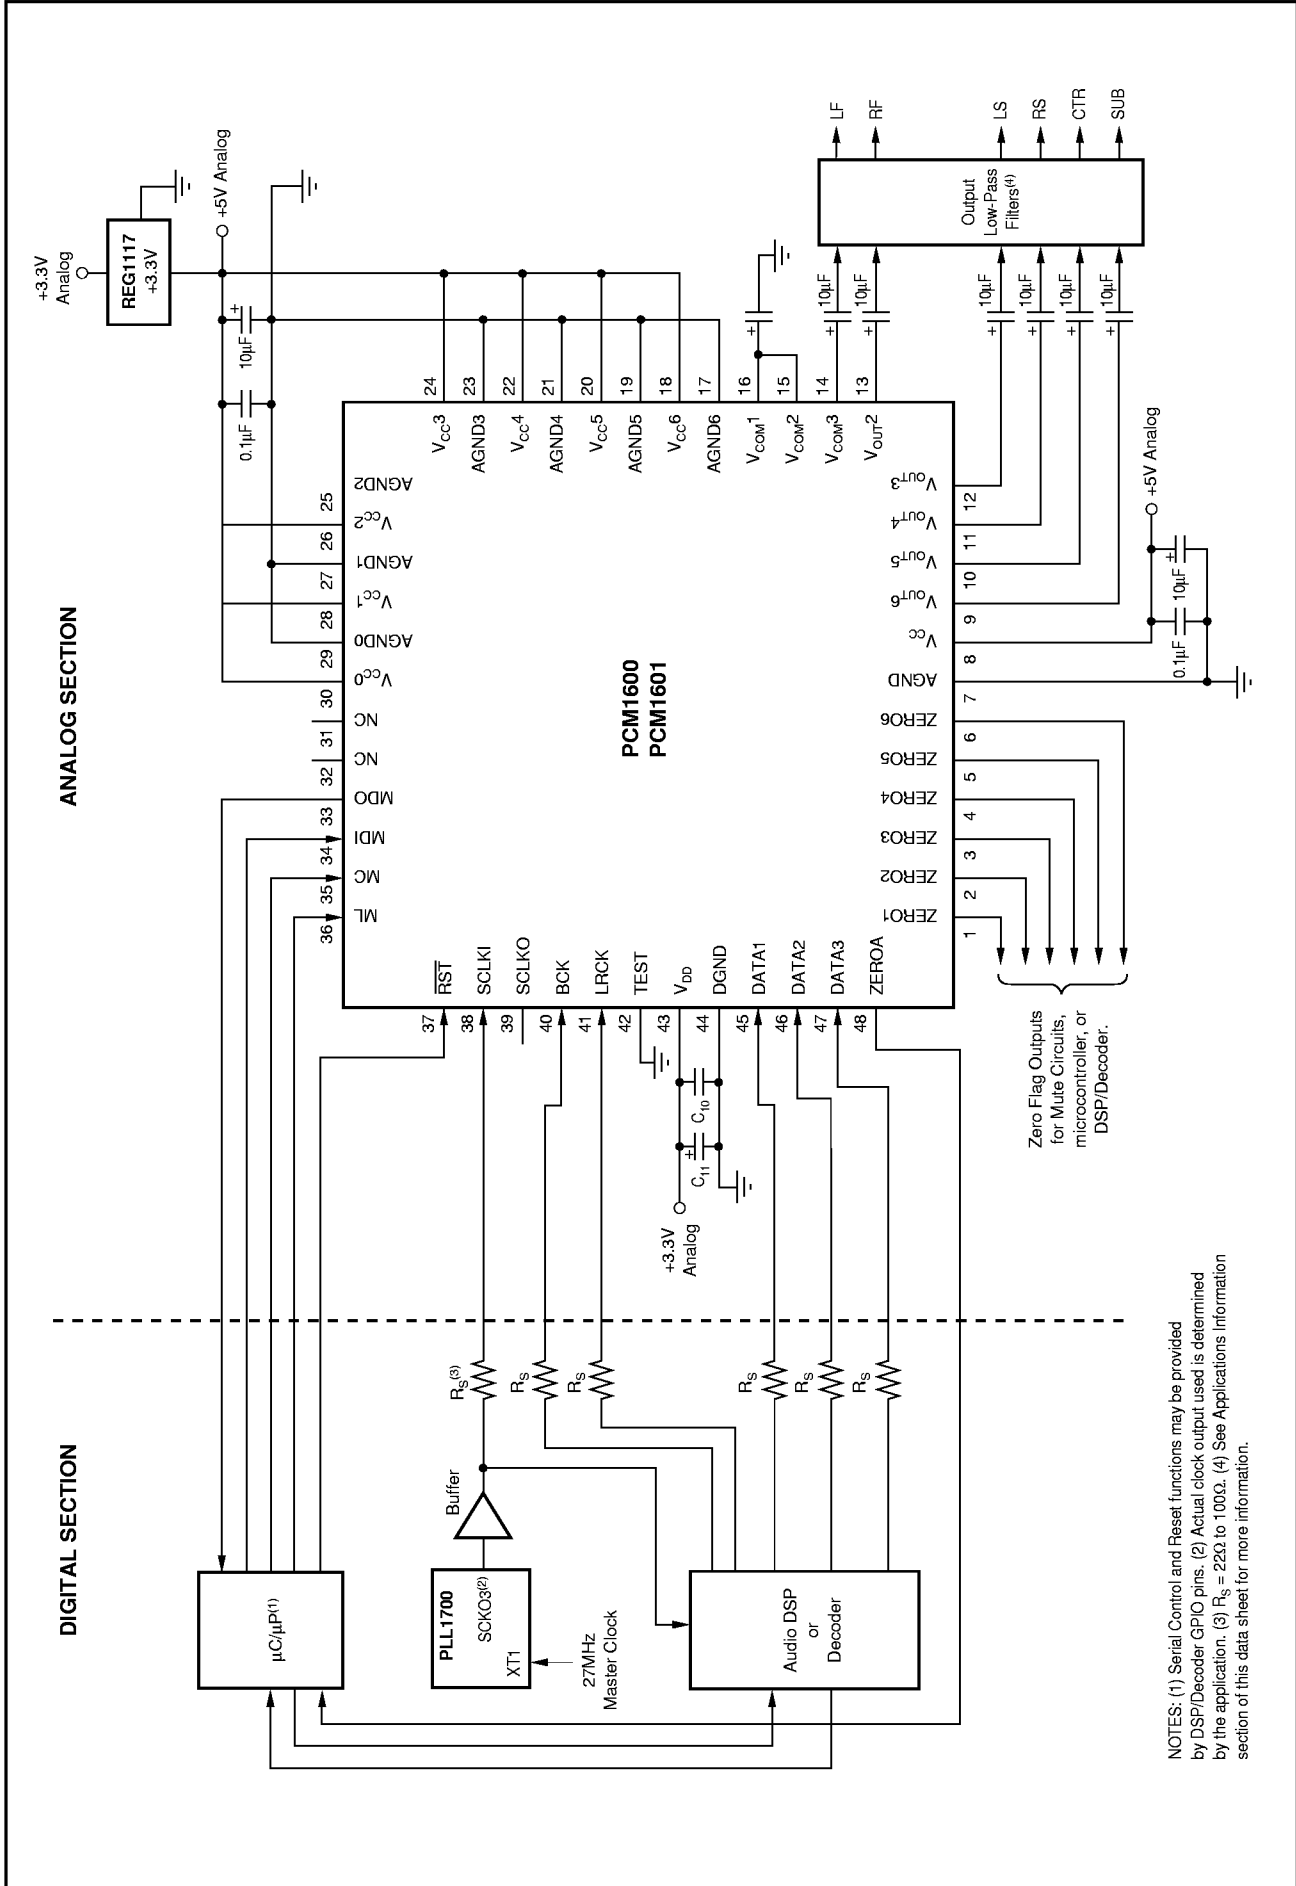 DIGITAL SECTION
ANALOG SECTION
µC/µP(1)
PLL1700
SCKO3(2)
XT1
27MHz
Master Clock
Buffer
Audio DSP
or
Decoder
RS(3)
RS
RS
RS
RS
RS
+3.3V
Analog
REG1117
+3.3V
+5V Analog
10µF
+
0.1µF
36
35
34
33
32
31
30
29
28
27
26
25
ML
MC
MDI
MDO
NC
NC
VCC0
AGND0
VCC1
AGND1
VCC2
AGND2
37 RST
38 SCLKI
39 SCLKO
40 BCK
41 LRCK
42 TEST
43 VDD
44 DGND
45 DATA1
46 DATA2
47 DATA3
48 ZEROA
PCM1600
PCM1601
VCC3 24
AGND3 23
VCC4 22
AGND4 21
VCC5 20
AGND5 19
VCC6 18
AGND6 17
VCOM1 16
VCOM2 15
VCOM3 14
VOUT2 13
ZERO1
ZERO2
ZERO3
ZERO4
ZERO5
ZERO6
AGND
VCC
VOUT6
VOUT5
VOUT4
VOUT3
1
2
3
4
5
6
7
8
9
10
11
12
+3.3V
Analog
C11
+
C10
+
+
10µF
+
10µF
+
10µF
+
10µF
+
10µF
+
10µF
Output
Low-Pass
Filters(4)
LF
RF
LS
RS
CTR
SUB
0.1µF
10µF
+
+5V Analog
Zero Flag Outputs
for Mute Circuits,
microcontroller, or
DSP/Decoder.
NOTES: (1) Serial Control and Reset functions may be provided
by DSP/Decoder GPIO pins. (2) Actual clock output used is determined
by the application. (3) RS = 22Ω to 100Ω. (4) See Applications Information
section of this data sheet for more information.